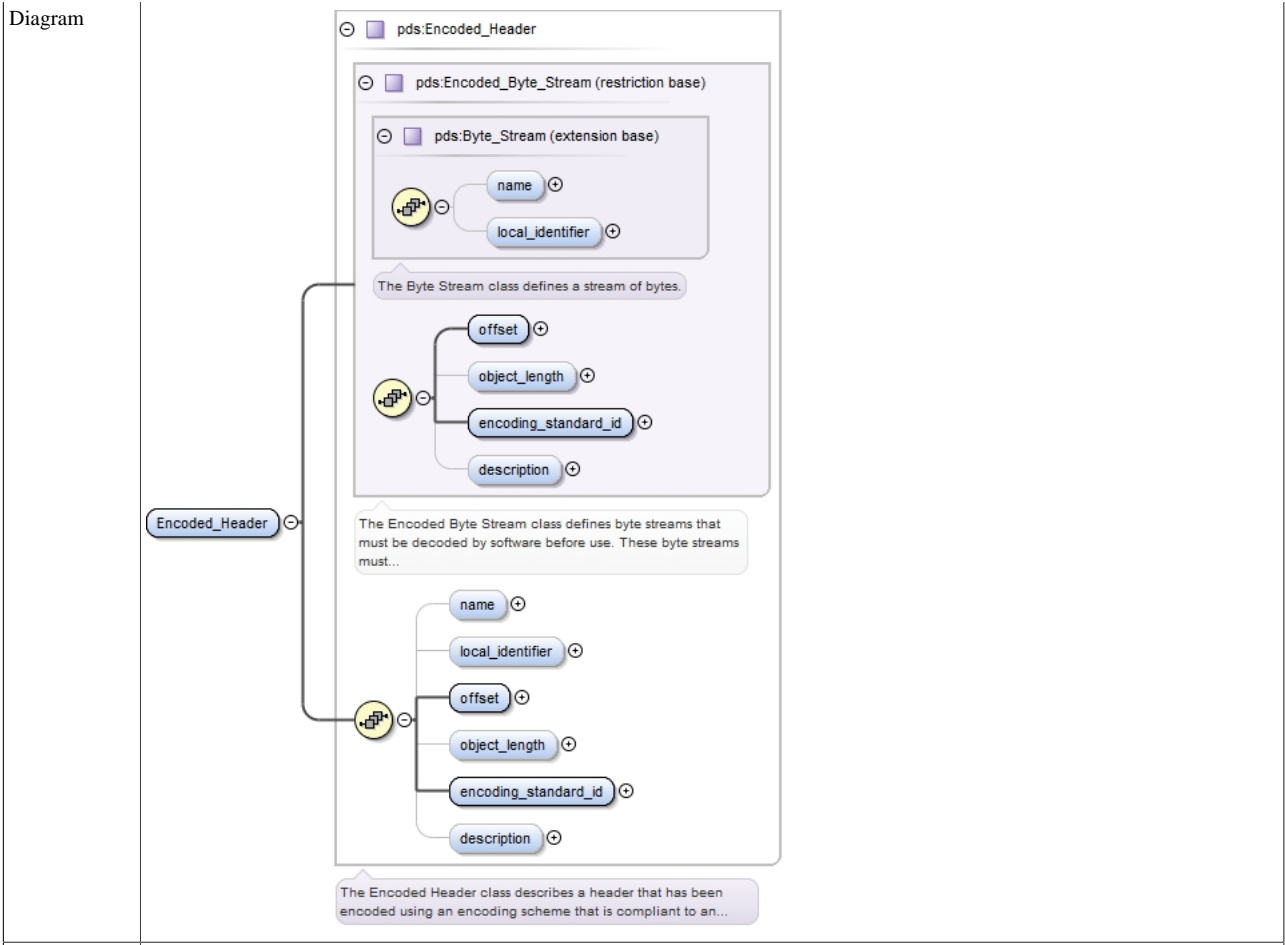 Diagram
pds:Encoded_Header
pds:Encoded_Byte_Stream (restriction base)
pds:Byte_Stream (extension base)
name
local_identifier
The Byte Stream class defines a stream of bytes.
offset
object_length
encoding_standard_id
description
Encoded_Header
The Encoded Byte Stream class defines byte streams that
must be decoded by software before use. These byte streams
must...
name
local_identifier
offset
object_length
encoding_standard_id
description
The Encoded Header class describes a header that has been
encoded using an encoding scheme that is compliant to an...